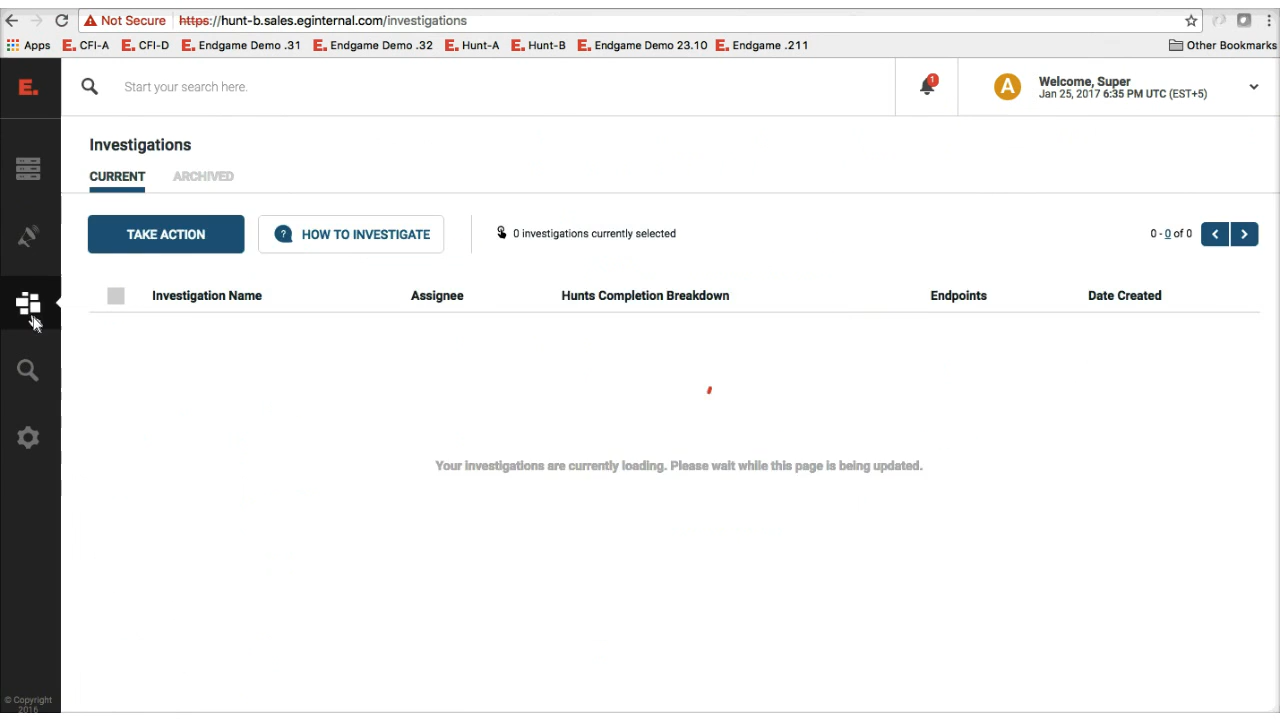 Not Secure https://hunt-b.sales.eginternal.com/investigations
Apps E. CFI-A E. CFI-D E. Endgame Demo .31 E. Endgame Demo .32 E. Hunt-A E. Hunt-B E. Endgame Demo 23.10 E. Endgame .211 Other Bookmarks
E.
Start your search here.
1
A
Welcome, Super
Jan 25, 2017 6:35 PM UTC (EST+5)
Investigations
CURRENT ARCHIVED
TAKE ACTION ? HOW TO INVESTIGATE 0 investigations currently selected 0 - 0 of 0
Investigation Name Assignee Hunts Completion Breakdown Endpoints Date Created
Your investigations are currently loading. Please wait while this page is being updated.
© Copyright
2016